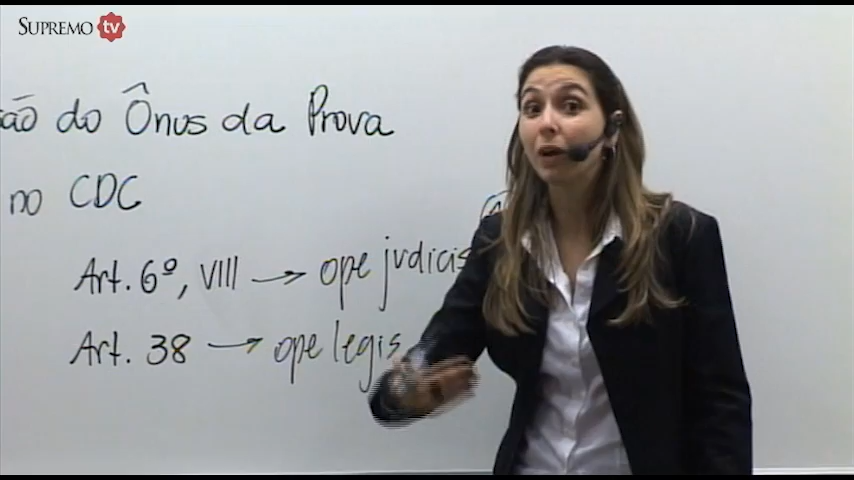 SUPREMO tv
ão do Ônus da Prova
no CDC
Art. 6º, VIII → ope judicis
Art. 38 → ope legis